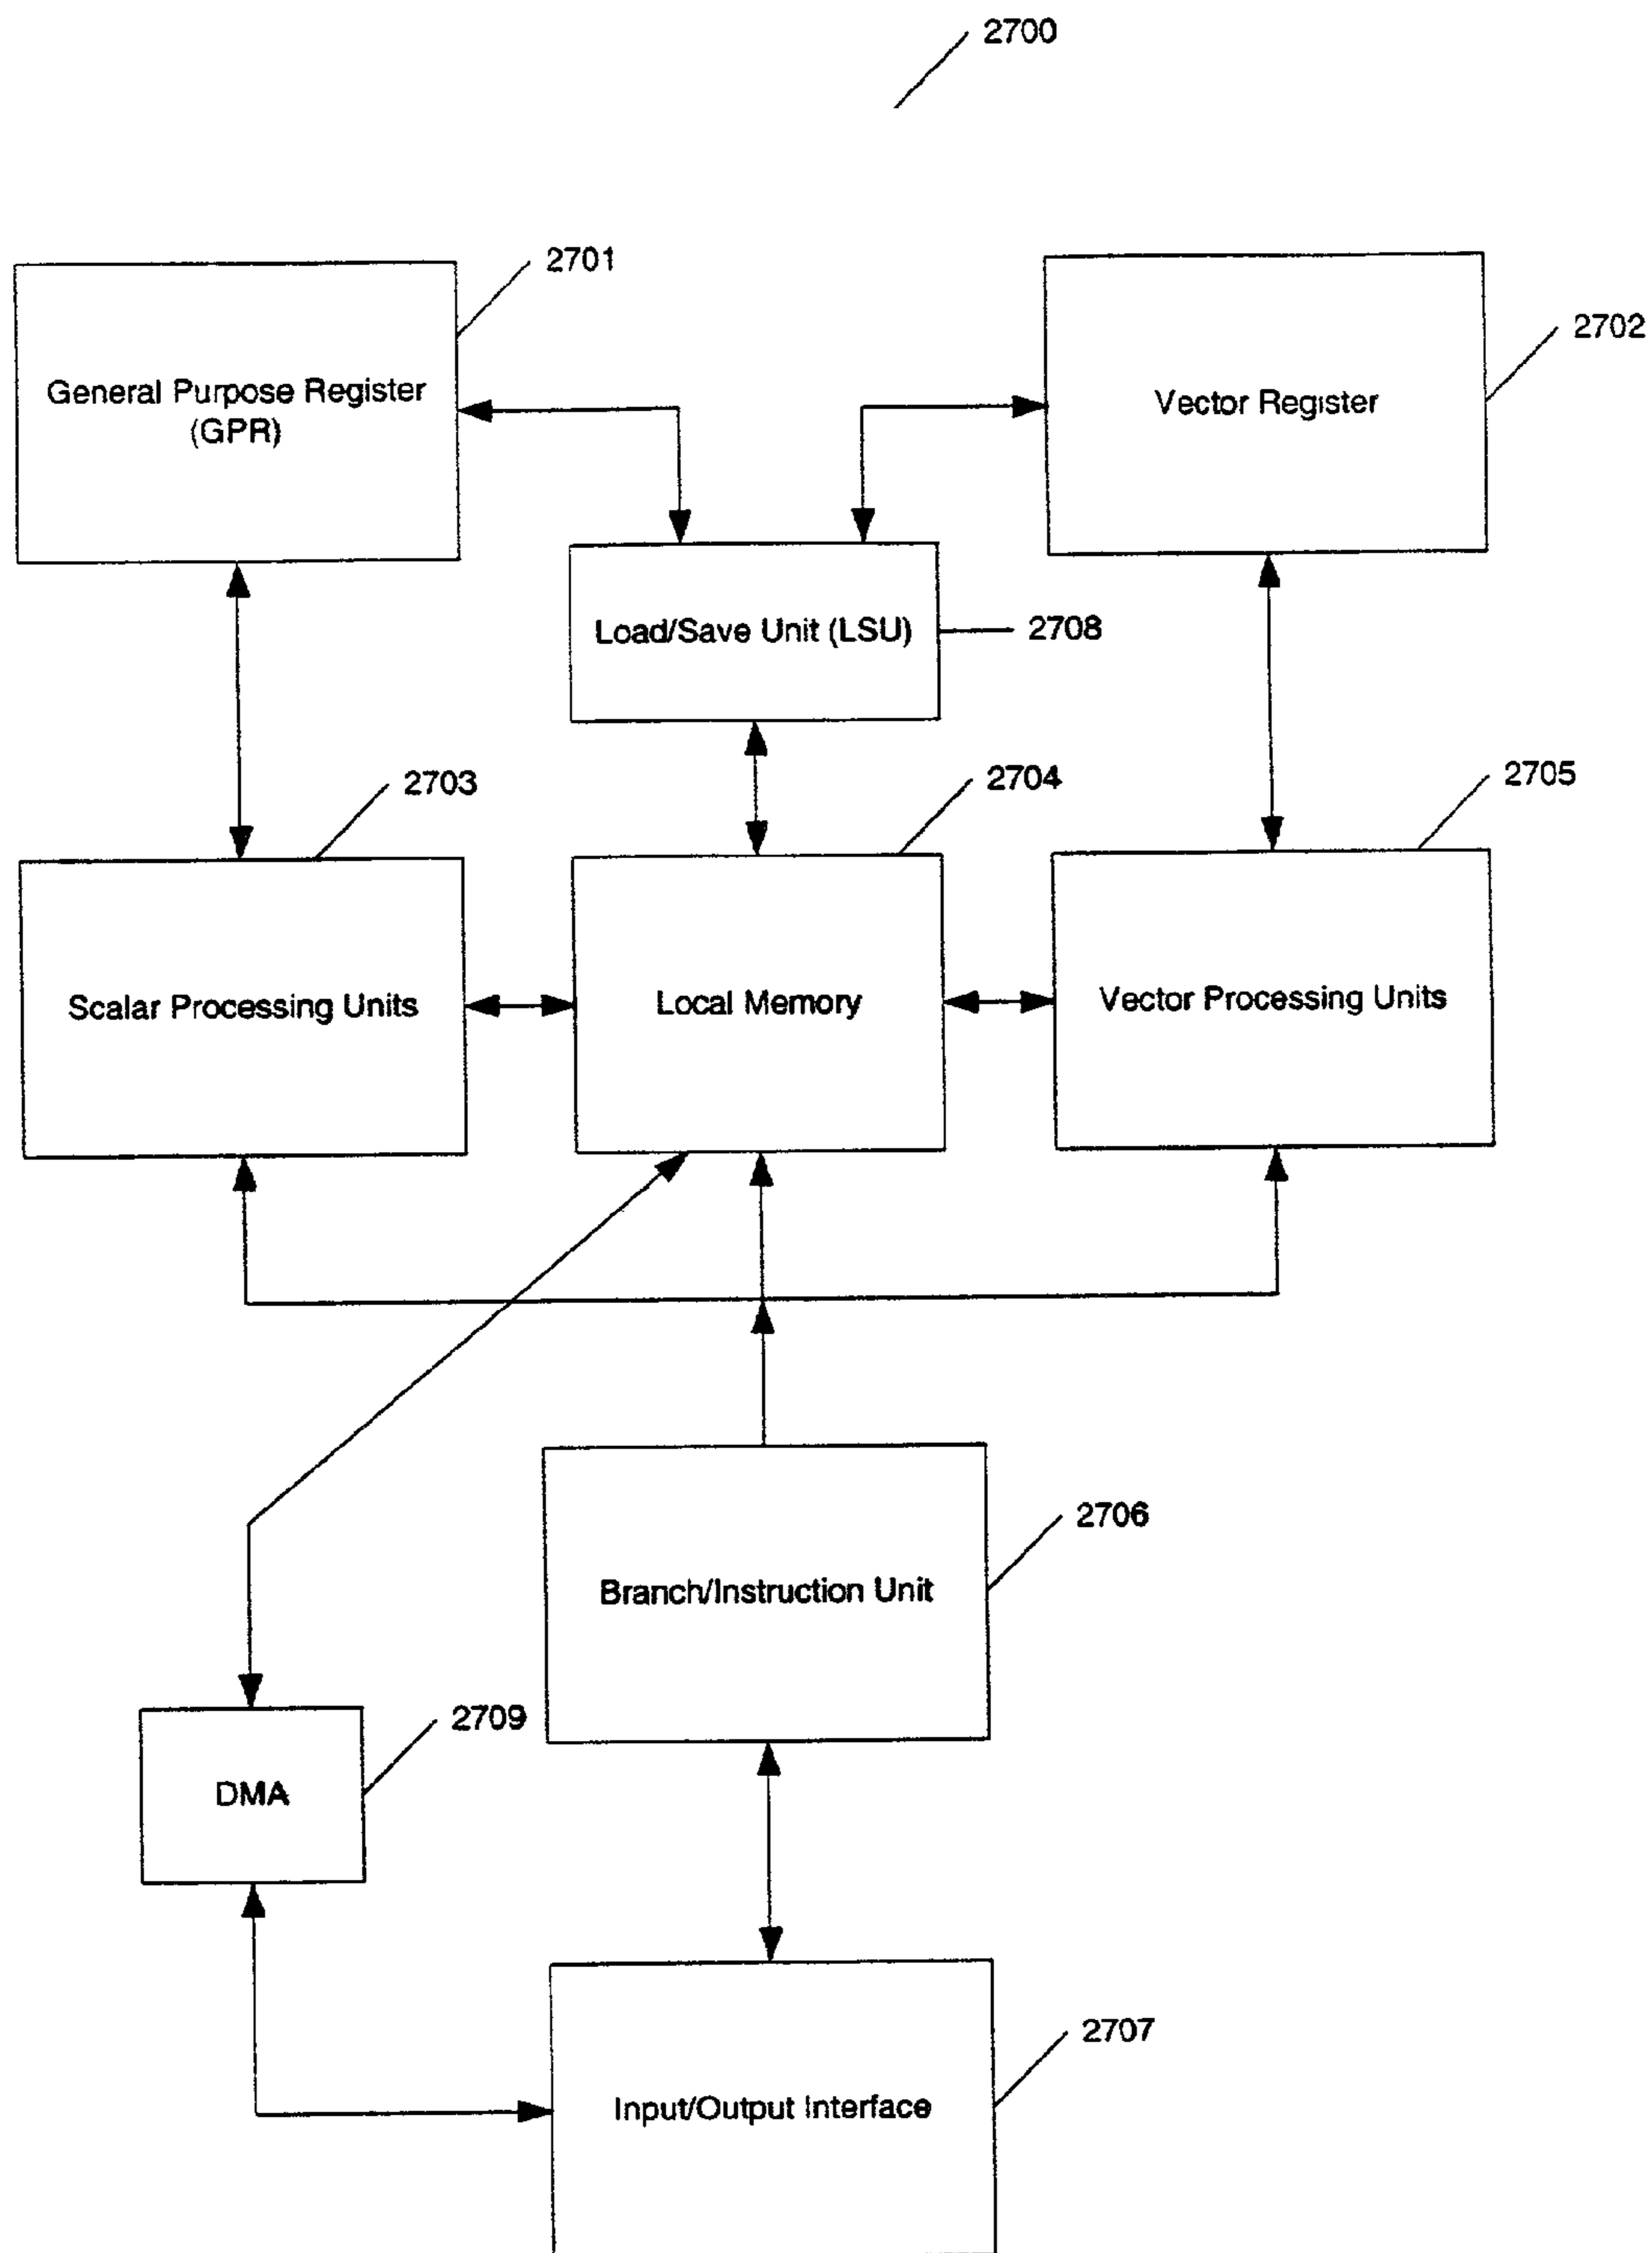 2700
2701
2702
General Purpose Register
(GPR)
Vector Register
Load/Save Unit (LSU)
2708
2703
2704
2705
Scalar Processing Units
Local Memory
Vector Processing Units
2706
Branch/Instruction Unit
2709
DMA
2707
Input/Output Interface